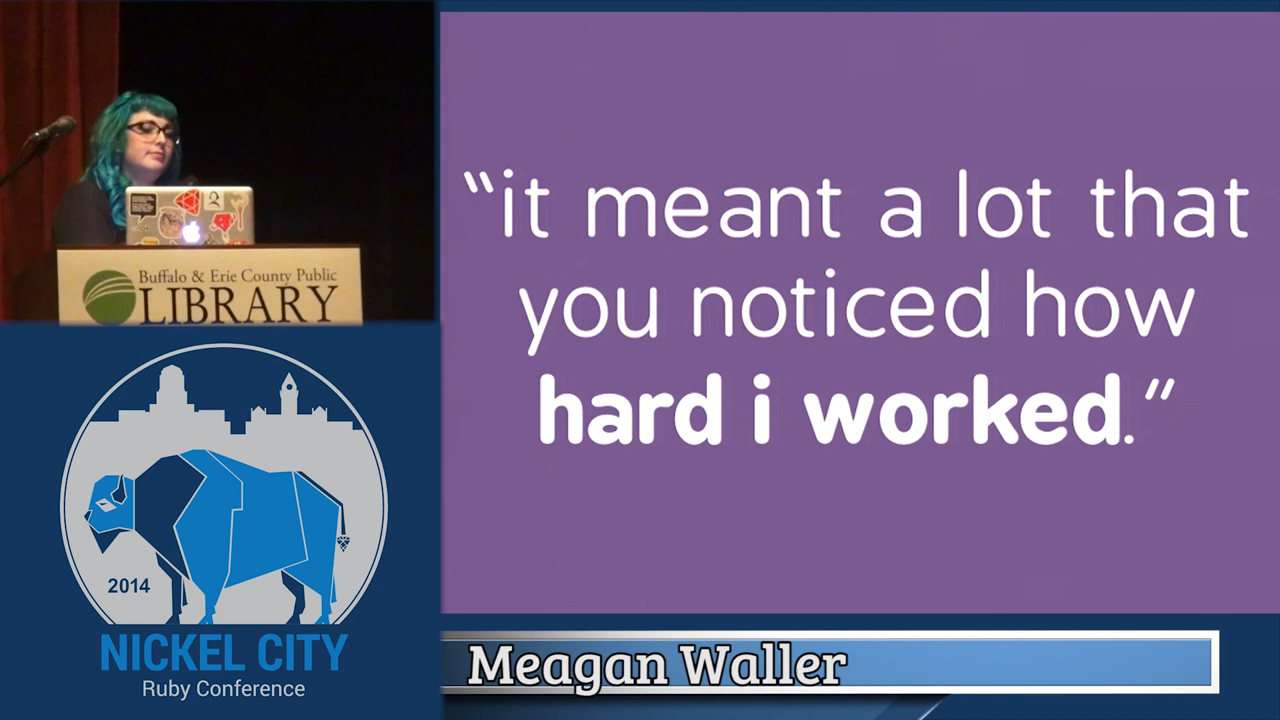 Buffalo & Erie County Public
LIBRARY
“it meant a lot that
you noticed how
hard i worked.”
2014
NICKEL CITY
Ruby Conference
Meagan Waller